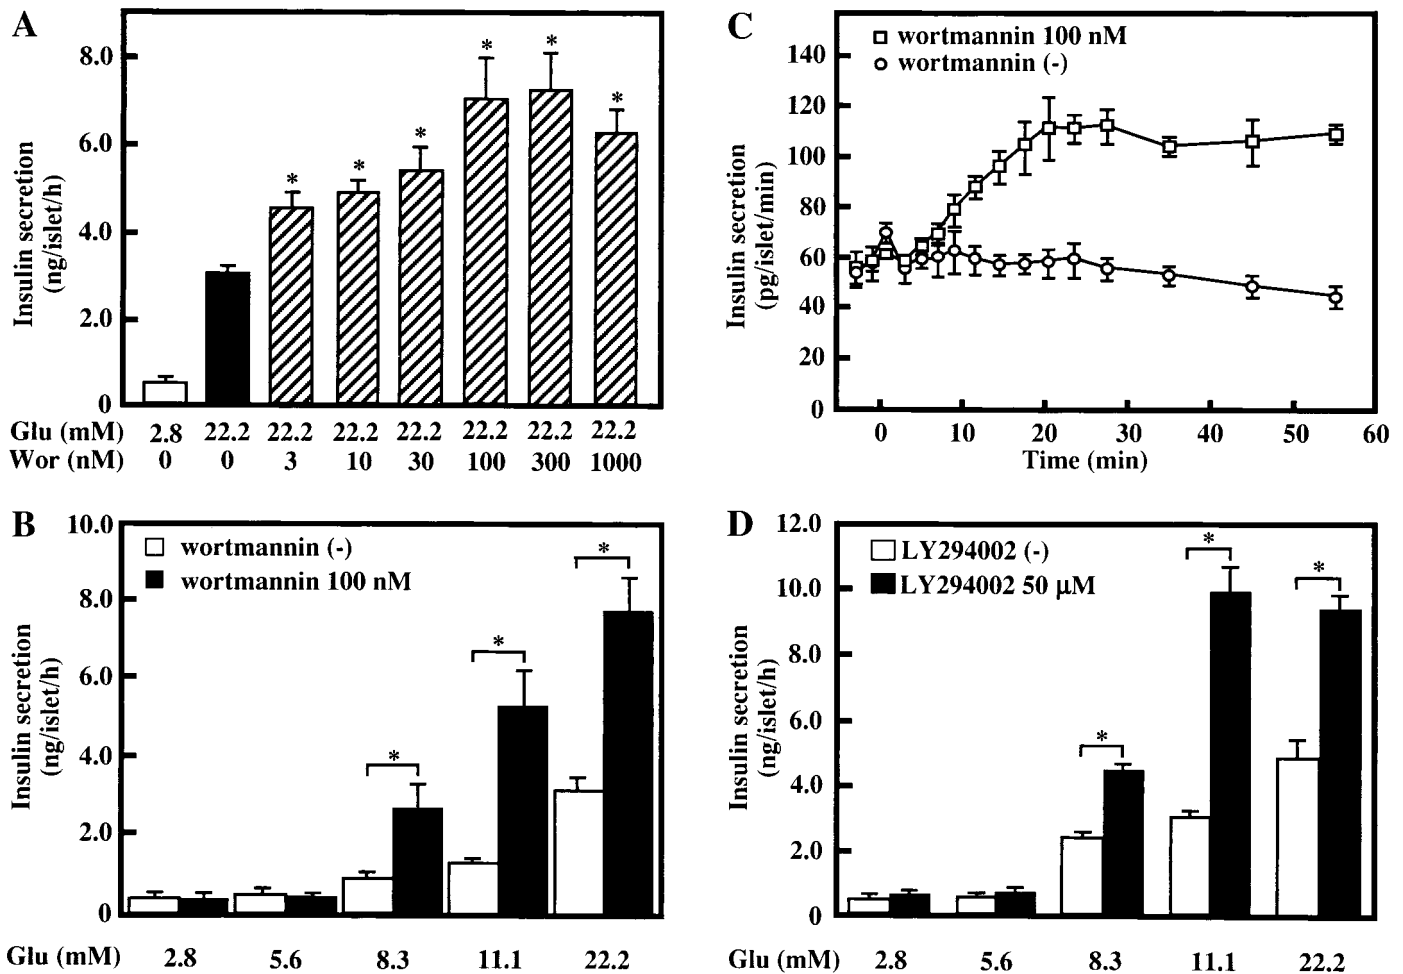 A
Insulin secretion
(ng/islet/h)
8.0
6.0
4.0
2.0
0
* * * * * *
Glu (mM) 2.8 22.2 22.2 22.2 22.2 22.2 22.2 22.2
Wor (nM) 0 0 3 10 30 100 300 1000
C
wortmannin 100 nM
wortmannin (-)
Insulin secretion
(pg/islet/min)
140
120
100
80
60
40
20
0
0 10 20 30 40 50 60
Time (min)
B
wortmannin (-)
wortmannin 100 nM
Insulin secretion
(ng/islet/h)
10.0
8.0
6.0
4.0
2.0
0
* * *
Glu (mM) 2.8 5.6 8.3 11.1 22.2
D
LY294002 (-)
LY294002 50 μM
Insulin secretion
(ng/islet/h)
12.0
10.0
8.0
6.0
4.0
2.0
0
* * *
Glu (mM) 2.8 5.6 8.3 11.1 22.2